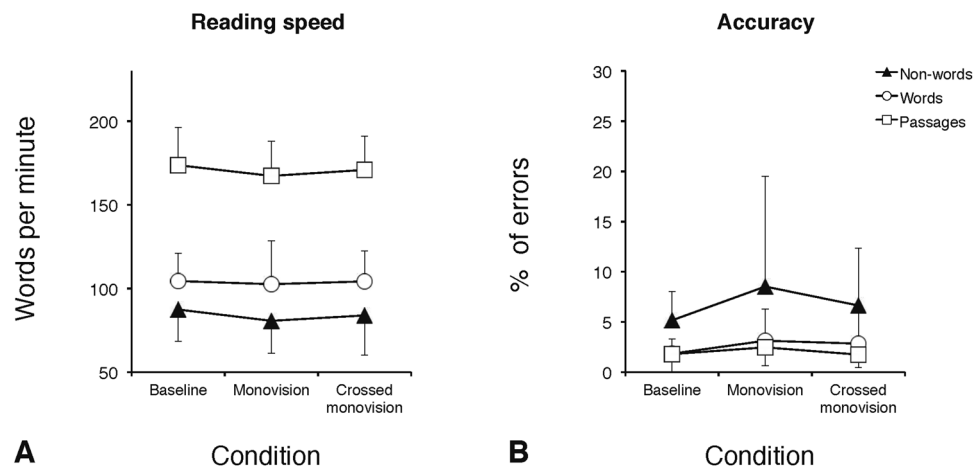 Reading speed
Words per minute
200
150
100
50
Baseline
Monovision
Crossed
monovision
A
Condition
Accuracy
% of errors
30
25
20
15
10
5
0
Non-words
Words
Passages
Baseline
Monovision
Crossed
monovision
B
Condition